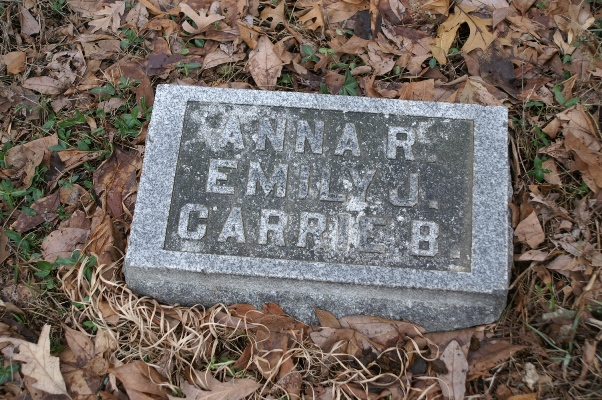 ANNA R.
EMILY J.
CARRIE B.